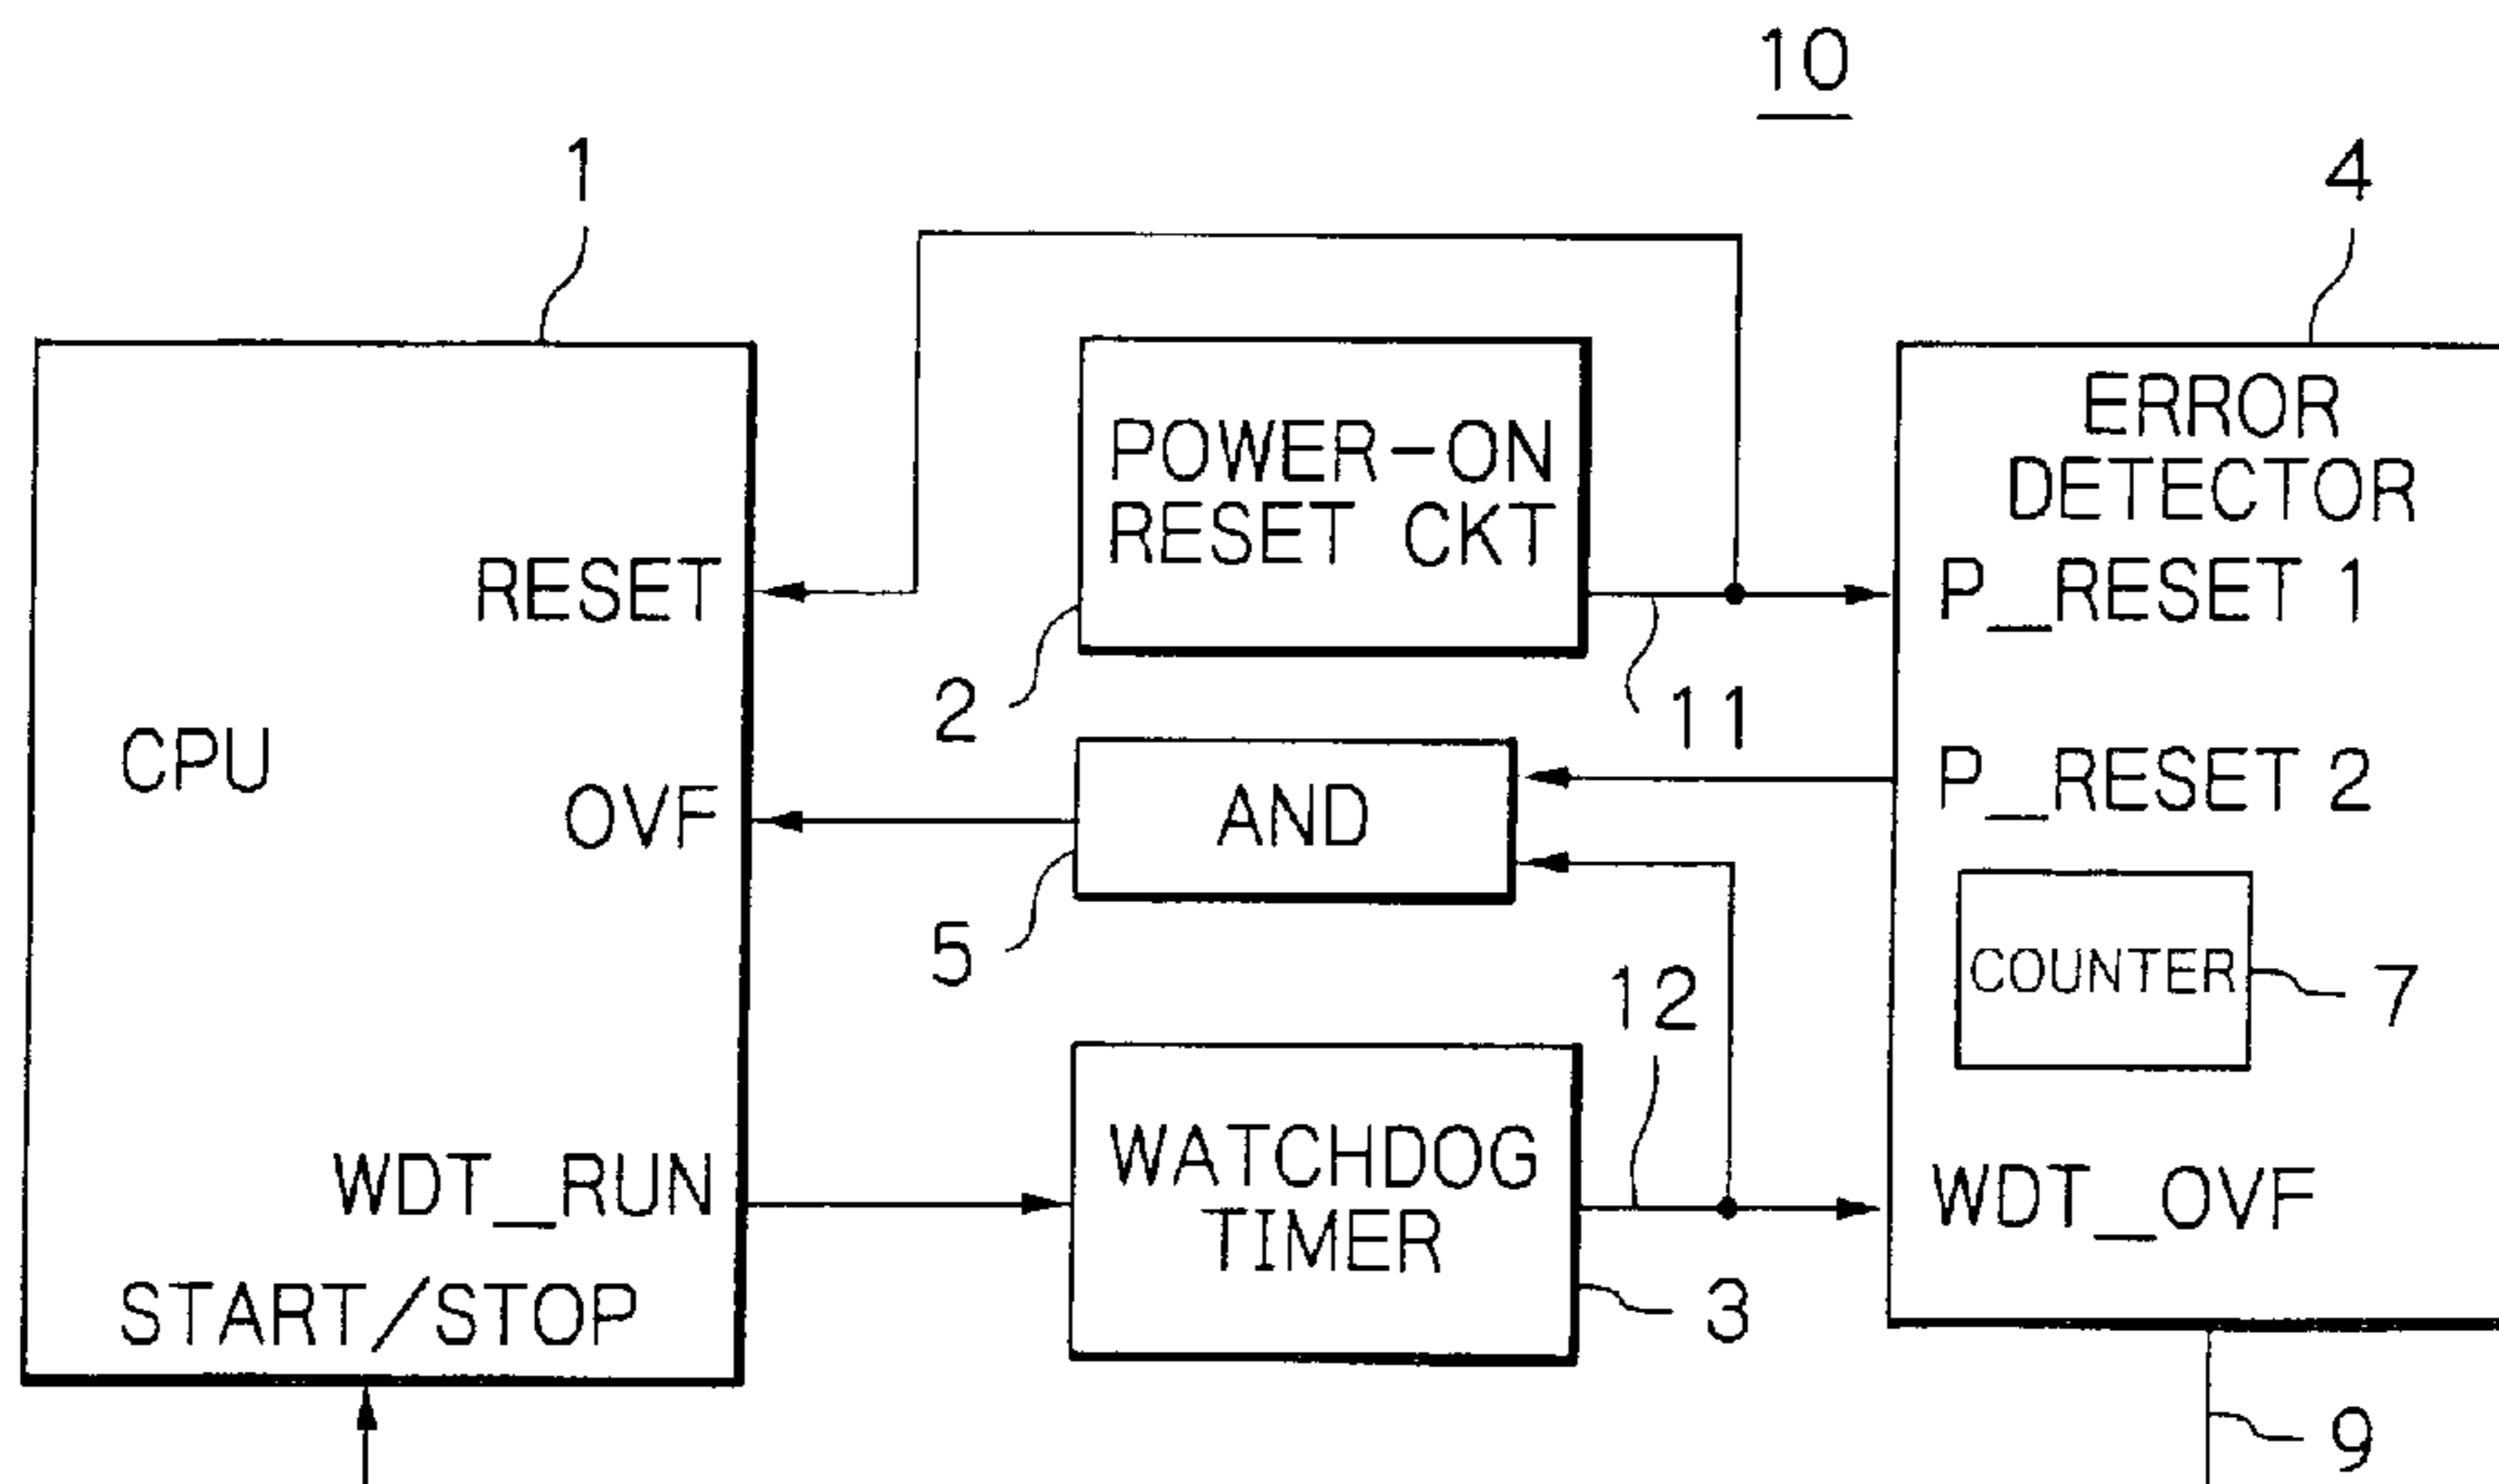 10
1
4
POWER-ON
RESET CKT
ERROR
DETECTOR
RESET
P_RESET 1
2
11
CPU
OVF
AND
P_RESET 2
5
12
COUNTER
7
WDT_RUN
WATCHDOG
TIMER
WDT_OVF
START/STOP
3
9